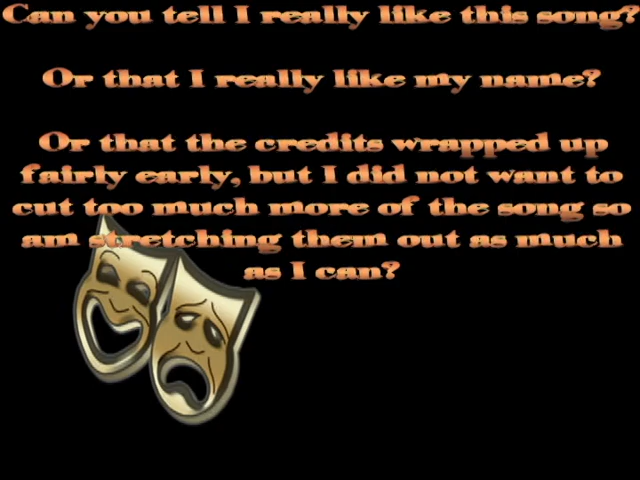 Can you tell I really like this song?
Or that I really like my name?
Or that the credits wrapped up
fairly early, but I did not want to
cut too much more of the song so
am stretching them out as much
as I can?